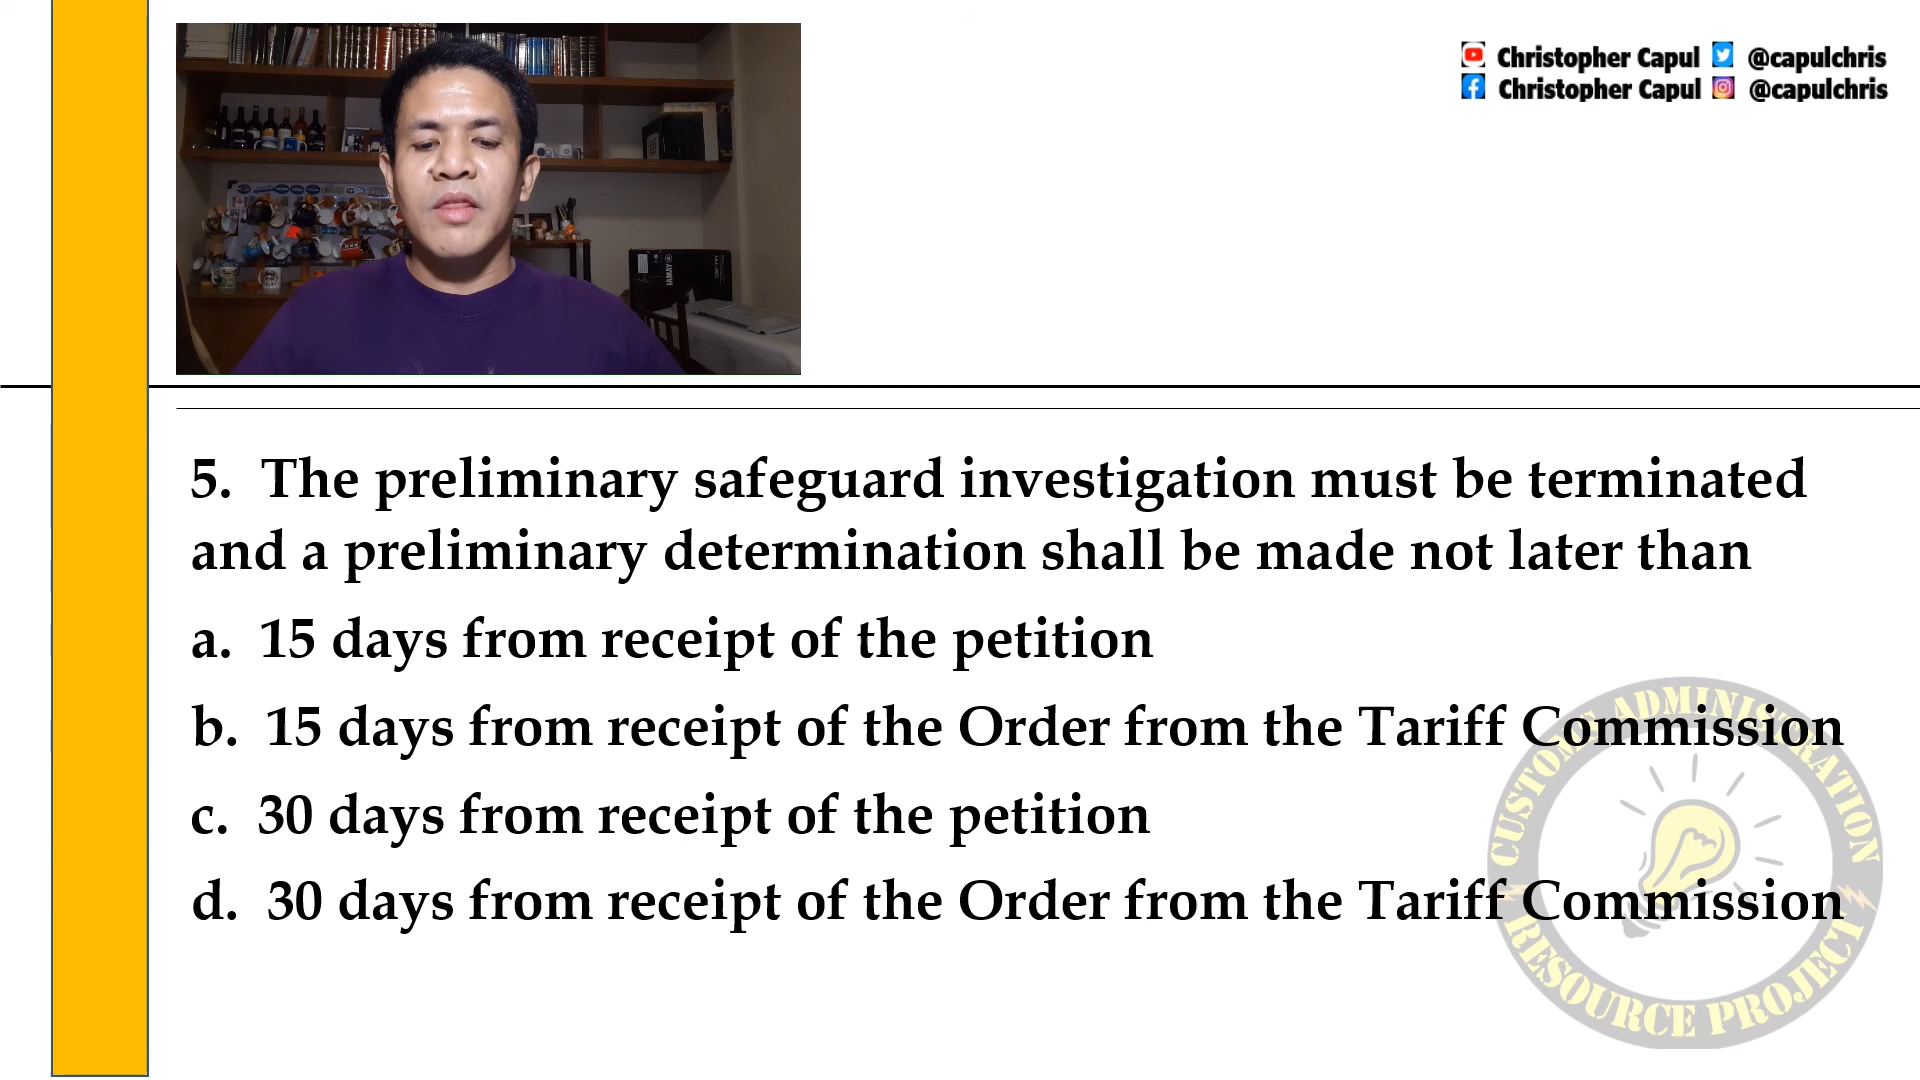 Christopher Capul @capulchris
Christopher Capul @capulchris
5. The preliminary safeguard investigation must be terminated
and a preliminary determination shall be made not later than
a. 15 days from receipt of the petition
b. 15 days from receipt of the Order from the Tariff Commission
c. 30 days from receipt of the petition
d. 30 days from receipt of the Order from the Tariff Commission
CUSTOMS ADMINISTRATION
RESOURCE PROJECT